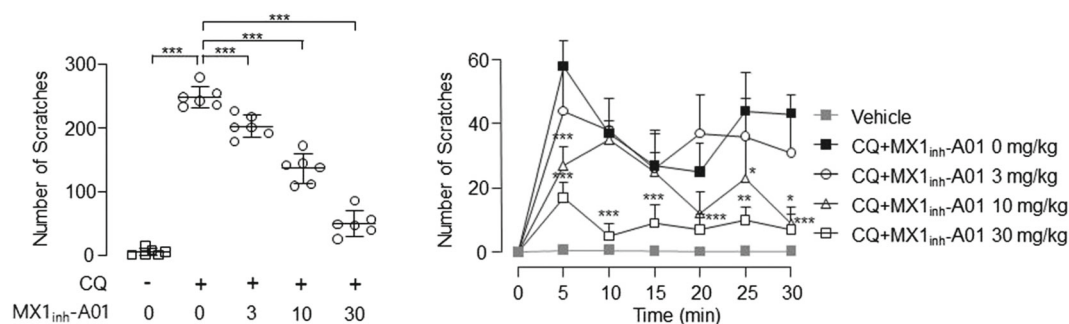 ***
***
*** ***
300
200
100
0
Number of Scratches
CQ - + + + +
MX1inh-A01 0 0 3 10 30
60
40
20
0
Number of Scratches
***
***
***
***
***
*
**
*
***
0 5 10 15 20 25 30
Time (min)
Vehicle
CQ+MX1inh-A01 0 mg/kg
CQ+MX1inh-A01 3 mg/kg
CQ+MX1inh-A01 10 mg/kg
CQ+MX1inh-A01 30 mg/kg